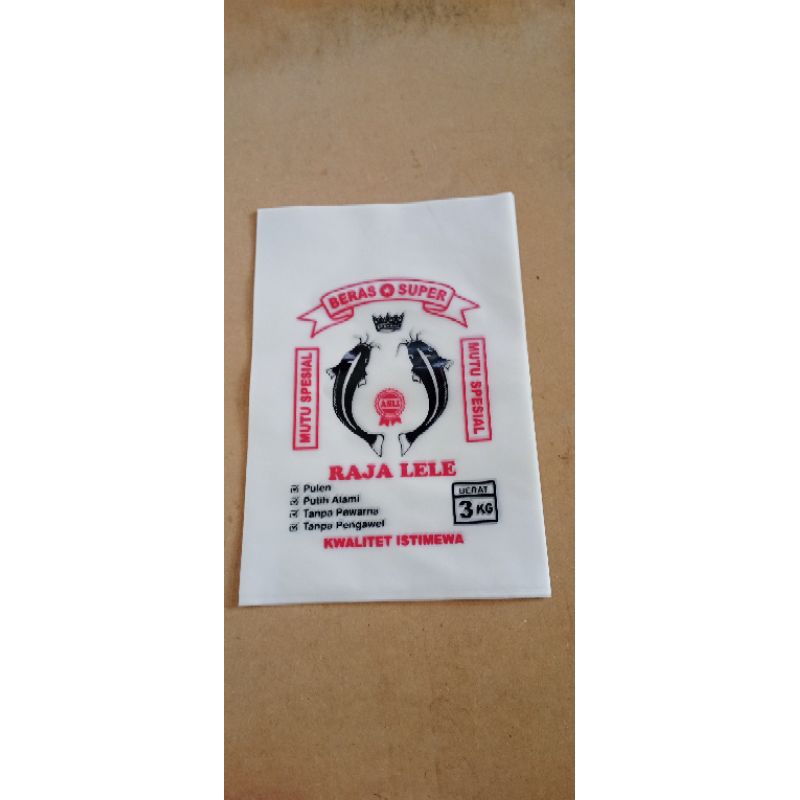 BERAS SUPER
MUTU SPESIAL
ASLI
MUTU SPESIAL
RAJA LELE
Pulen
Putih Alami
Tanpa Pewarna
Tanpa Pengawet
BERAT
3 KG
KWALITET ISTIMEWA